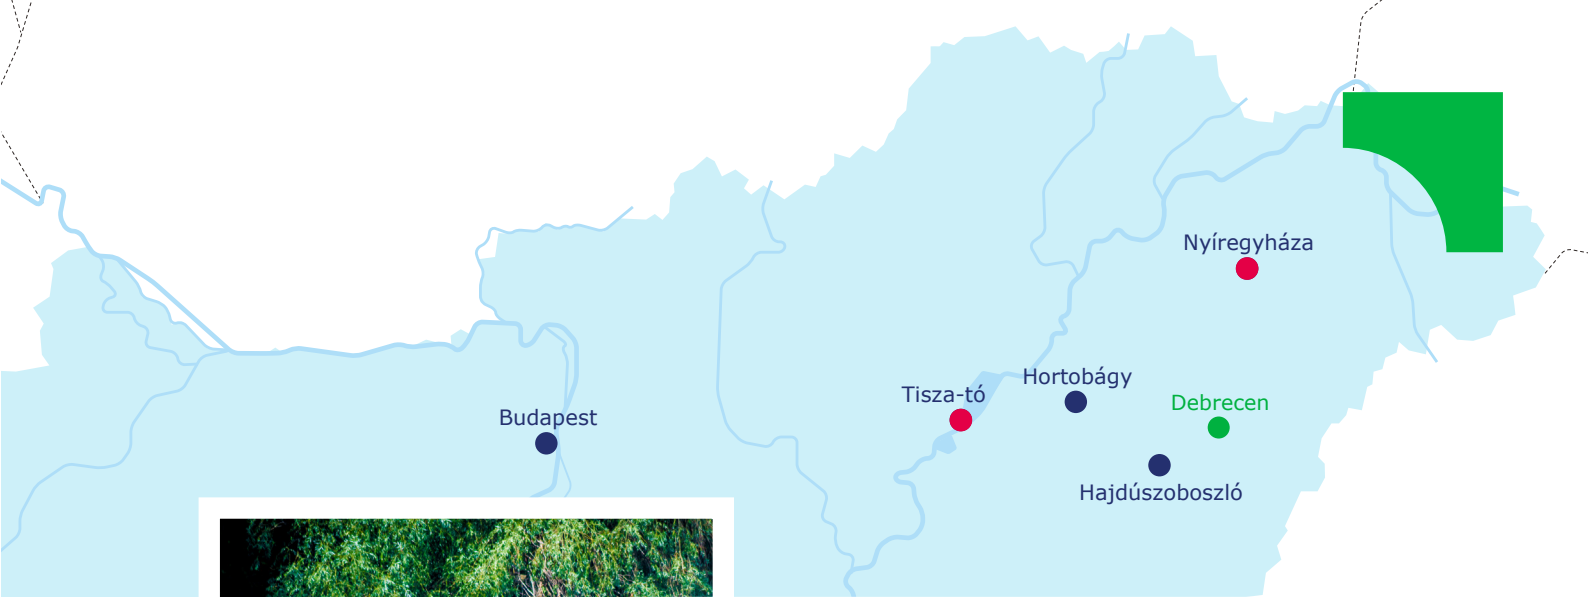 Nyíregyháza
Hortobágy
Tisza-tó
Debrecen
Budapest
Hajdúszoboszló